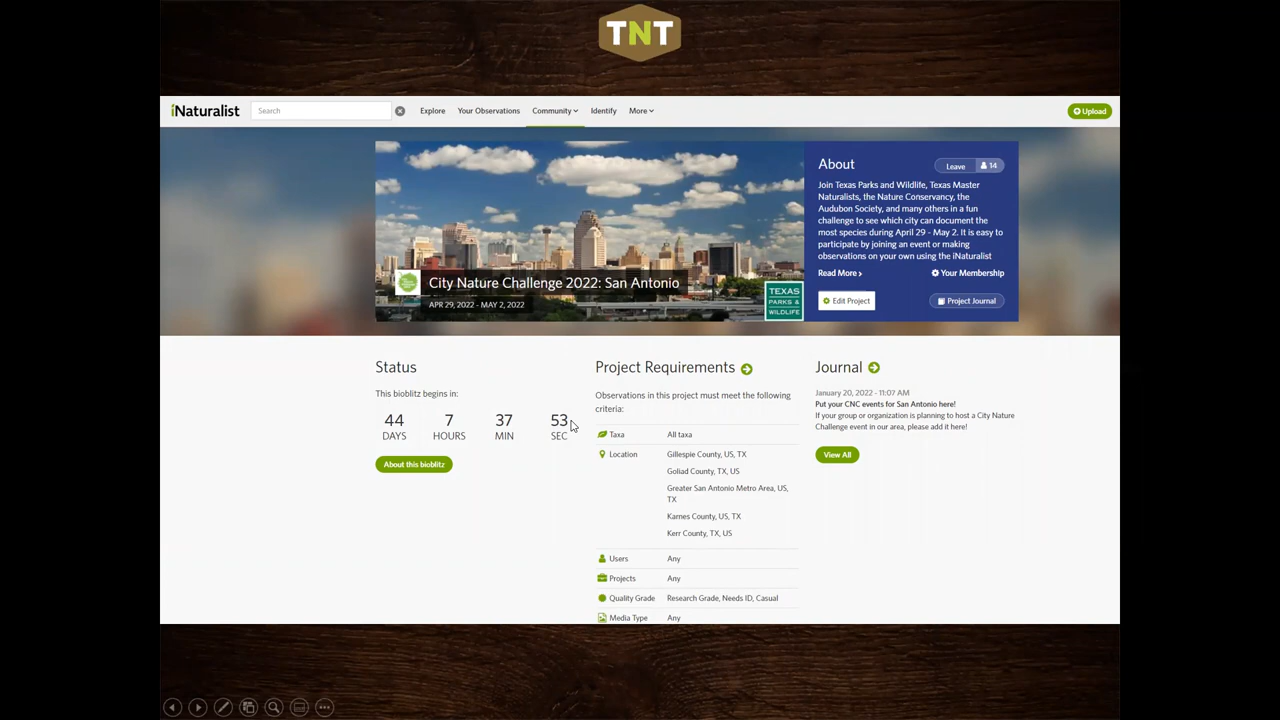 TNT
iNaturalist
Search
Explore
Your Observations
Community
Identify
More
Upload
City Nature Challenge 2022: San Antonio
APR 29, 2022 - MAY 2, 2022
TEXAS
PARKS &
WILDLIFE
About
Leave
14
Join Texas Parks and Wildlife, Texas Master
Naturalists, the Nature Conservancy, the
Audubon Society, and many others in a fun
challenge to see which city can document the
most species during April 29 - May 2. It is easy to
participate by joining an event or making
observations on your own using the iNaturalist
Read More
Your Membership
Edit Project
Project Journal
Status
This bioblitz begins in:
44 7 37 53
DAYS HOURS MIN SEC
About this bioblitz
Project Requirements
Observations in this project must meet the following
criteria:
Taxa All taxa
Location Gillespie County, US, TX
Goliad County, TX, US
Greater San Antonio Metro Area, US,
TX
Karnes County, US, TX
Kerr County, TX, US
Users Any
Projects Any
Quality Grade Research Grade, Needs ID, Casual
Media Type Any
Journal
January 20, 2022 - 11:07 AM
Put your CNC events for San Antonio here!
If your group or organization is planning to host a City Nature
Challenge event in our area, please add it here!
View All